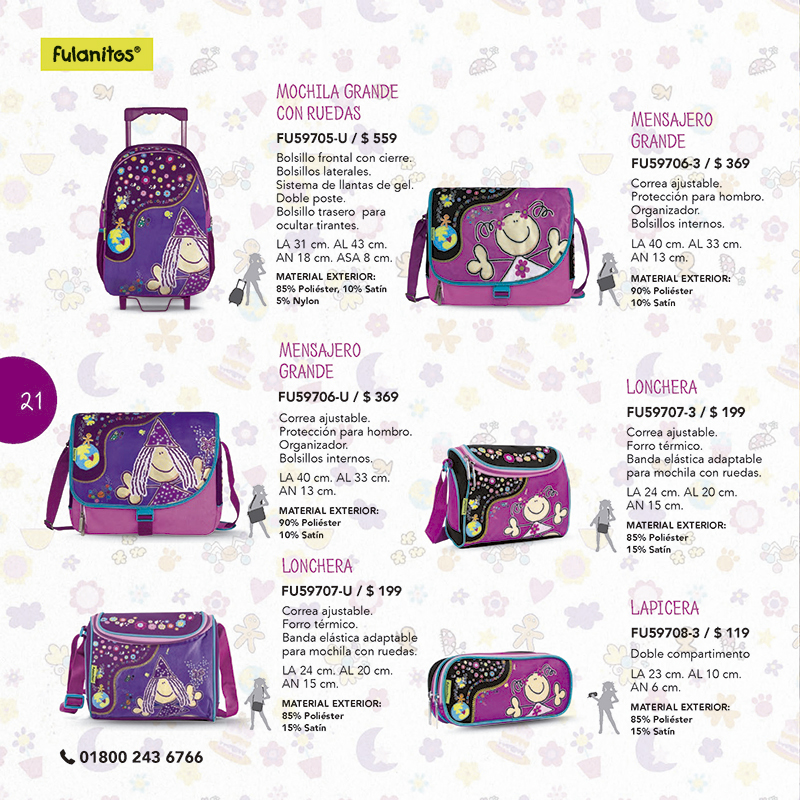 Fulanitos®
MOCHILA GRANDE
CON RUEDAS
FU59705-U / $ 559
Bolsillo frontal con cierre.
Bolsillos laterales.
Sistema de llantas de gel.
Doble poste.
Bolsillo trasero para
ocultar tirantes.
LA 31 cm. AL 43 cm.
AN 18 cm. ASA 8 cm.
MATERIAL EXTERIOR:
85% Poliéster, 10% Satín
5% Nylon
MENSAJERO
GRANDE
FU59706-3 / $ 369
Correa ajustable.
Protección para hombro.
Organizador.
Bolsillos internos.
LA 40 cm. AL 33 cm.
AN 13 cm.
MATERIAL EXTERIOR:
90% Poliéster
10% Satín
21
MENSAJERO
GRANDE
FU59706-U / $ 369
Correa ajustable.
Protección para hombro.
Organizador.
Bolsillos internos.
LA 40 cm. AL 33 cm.
AN 13 cm.
MATERIAL EXTERIOR:
90% Poliéster
10% Satín
LONCHERA
FU59707-3 / $ 199
Correa ajustable.
Forro térmico.
Banda elástica adaptable
para mochila con ruedas.
LA 24 cm. AL 20 cm.
AN 15 cm.
MATERIAL EXTERIOR:
85% Poliéster
15% Satín
LONCHERA
FU59707-U / $ 199
Correa ajustable.
Forro térmico.
Banda elástica adaptable
para mochila con ruedas.
LA 24 cm. AL 20 cm.
AN 15 cm.
MATERIAL EXTERIOR:
85% Poliéster
15% Satín
LAPICERA
FU59708-3 / $ 119
Doble compartimento
LA 23 cm. AL 10 cm.
AN 6 cm.
MATERIAL EXTERIOR:
85% Poliéster
15% Satín
01800 243 6766